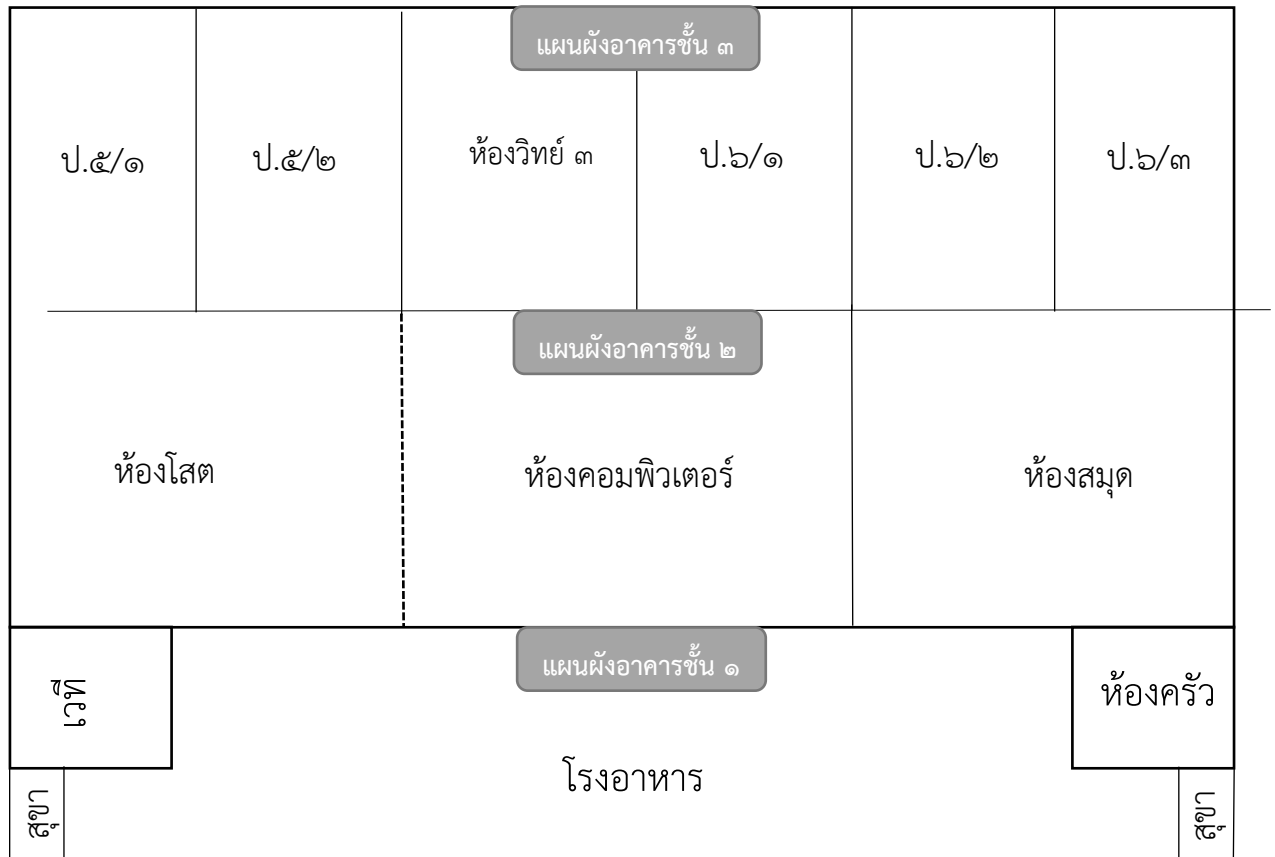 แผนผังอาคารชั้น ๓
ป.๕/๑
ป.๕/๒
ห้องวิทย์ ๓
ป.๖/๑
ป.๖/๒
ป.๖/๓
แผนผังอาคารชั้น ๒
ห้องโสต
ห้องคอมพิวเตอร์
ห้องสมุด
แผนผังอาคารชั้น ๑
เวที
ห้องครัว
โรงอาหาร
สุขา
สุขา